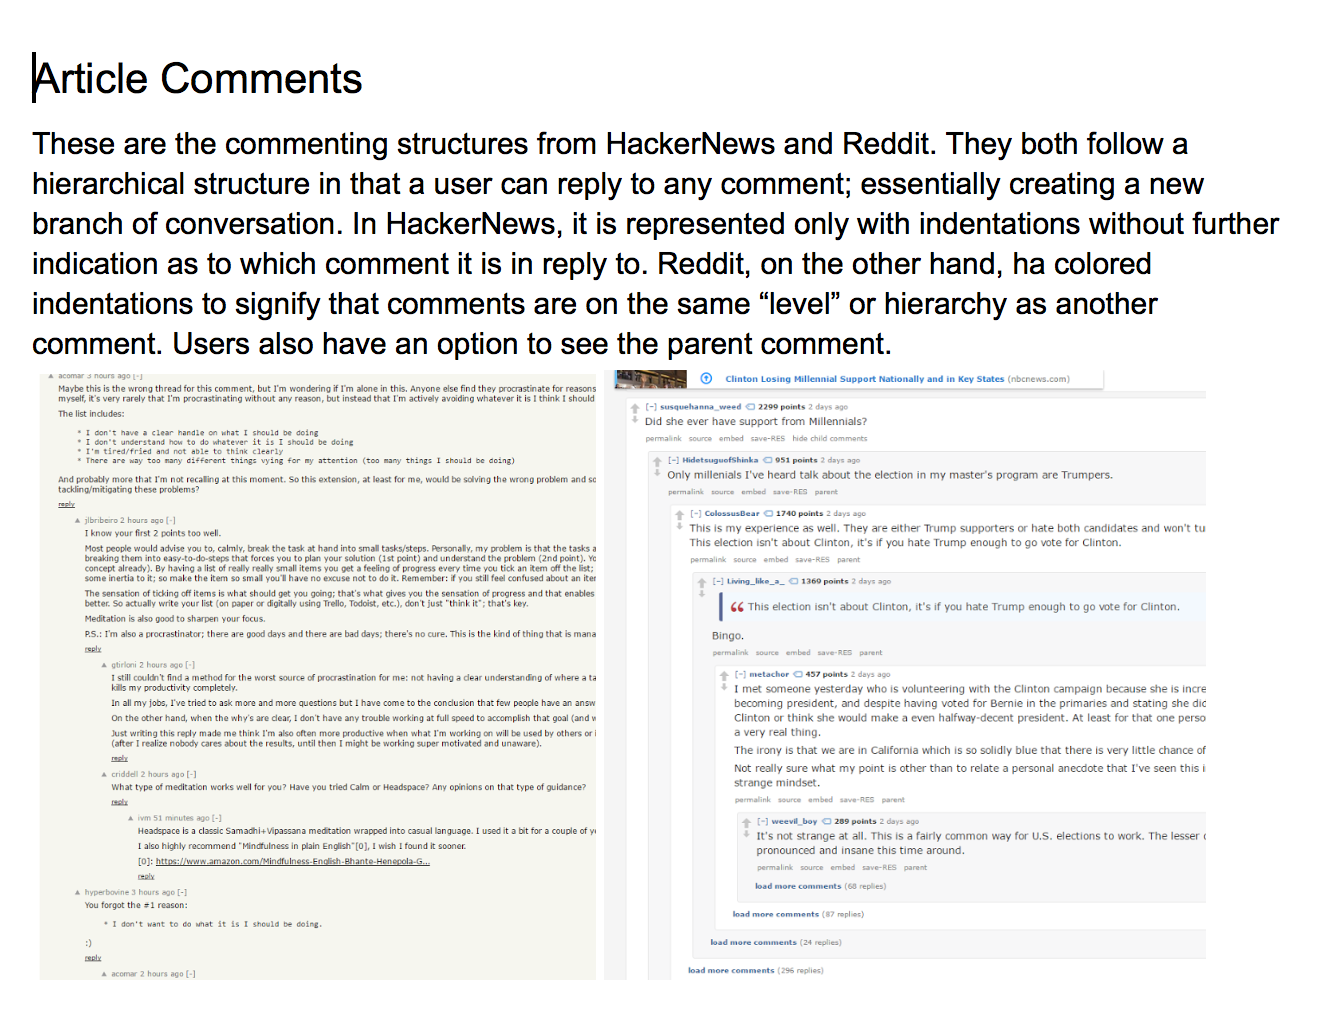 Article Comments
These are the commenting structures from HackerNews and Reddit. They both follow a
hierarchical structure in that a user can reply to any comment; essentially creating a new
branch of conversation. In HackerNews, it is represented only with indentations without further
indication as to which comment it is in reply to. Reddit, on the other hand, ha colored
indentations to signify that comments are on the same “level” or hierarchy as another
comment. Users also have an option to see the parent comment.
acomar 3 hours ago [-]
Maybe this is the wrong thread for this comment, but I'm wondering if I'm alone in this. Anyone else find they procrastinate for reasons
myself, it's very rarely that I'm procrastinating without any reason, but instead that I'm actively avoiding whatever it is I think I should
The list includes:
* I don't have a clear handle on what I should be doing
* I don't understand how to do whatever it is I should be doing
* I'm tired/fried and not able to think clearly
* There are way too many different things vying for my attention (too many things I should be doing)
And probably more that I'm not recalling at this moment. So this extension, at least for me, would be solving the wrong problem and so
tackling/mitigating these problems?
reply
jlbribeiro 2 hours ago [-]
I know your first 2 points too well.
Most people would advise you to, calmly, break the task at hand into small tasks/steps. Personally, my problem is that the tasks a
breaking them into easy-to-do-steps that forces you to plan your solution (1st point) and understand the problem (2nd point). Yo
concept already). By having a list of really really small items you get a feeling of progress every time you tick an item off the list;
some inertia to it; so make the item so small you'll have no excuse not to do it. Remember: if you still feel confused about an iter
The sensation of ticking off items is what should get you going; that's what gives you the sensation of progress and that enables
better. So actually write your list (on paper or digitally using Trello, Todoist, etc.), don't just "think it"; that's key.
Meditation is also good to sharpen your focus.
P.S.: I'm also a procrastinator; there are good days and there are bad days; there's no cure. This is the kind of thing that is mana
reply
gtirloni 2 hours ago [-]
I still couldn't find a method for the worst source of procrastination for me: not having a clear understanding of where a ta
kills my productivity completely.
In all my jobs, I've tried to ask more and more questions but I have come to the conclusion that few people have an answ
On the other hand, when the why's are clear, I don't have any trouble working at full speed to accomplish that goal (and w
Just writing this reply made me think I'm also often more productive when what I'm working on will be used by others or
(after I realize nobody cares about the results, until then I might be working super motivated and unaware).
reply
criddell 2 hours ago [-]
What type of meditation works well for you? Have you tried Calm or Headspace? Any opinions on that type of guidance?
reply
ivm 51 minutes ago [-]
Headspace is a classic Samadhi+Vipassana meditation wrapped into casual language. I used it a bit for a couple of ye
I also highly recommend "Mindfulness in plain English"[0], I wish I found it sooner.
[0]: https://www.amazon.com/Mindfulness-English-Bhante-Henepola-G...
reply
hyperbovine 3 hours ago [-]
You forgot the #1 reason:
* I don't want to do what it is I should be doing.
:)
reply
acomar 2 hours ago [-]
Clinton Losing Millennial Support Nationally and in Key States (nbcnews.com)
[-] susquehanna_weed 2299 points 2 days ago
Did she ever have support from Millennials?
permalink source embed save-RES hide child comments
[-] HidetsuguofShinka 951 points 2 days ago
Only millenials I've heard talk about the election in my master's program are Trumpers.
permalink source embed save-RES parent
[-] ColossusBear 1740 points 2 days ago
This is my experience as well. They are either Trump supporters or hate both candidates and won't tu
This election isn't about Clinton, it's if you hate Trump enough to go vote for Clinton.
permalink source embed save-RES parent
[-] Living_like_a_ 1369 points 2 days ago
This election isn't about Clinton, it's if you hate Trump enough to go vote for Clinton.
Bingo.
permalink source embed save-RES parent
[-] metachor 457 points 2 days ago
I met someone yesterday who is volunteering with the Clinton campaign because she is incre
becoming president, and despite having voted for Bernie in the primaries and stating she dic
Clinton or think she would make a even halfway-decent president. At least for that one perso
a very real thing.
The irony is that we are in California which is so solidly blue that there is very little chance of
Not really sure what my point is other than to relate a personal anecdote that I've seen this i
strange mindset.
permalink source embed save-RES parent
[-] weevil_boy 289 points 2 days ago
It's not strange at all. This is a fairly common way for U.S. elections to work. The lesser
pronounced and insane this time around.
permalink source embed save-RES parent
load more comments (68 replies)
load more comments (87 replies)
load more comments (24 replies)
load more comments (296 replies)